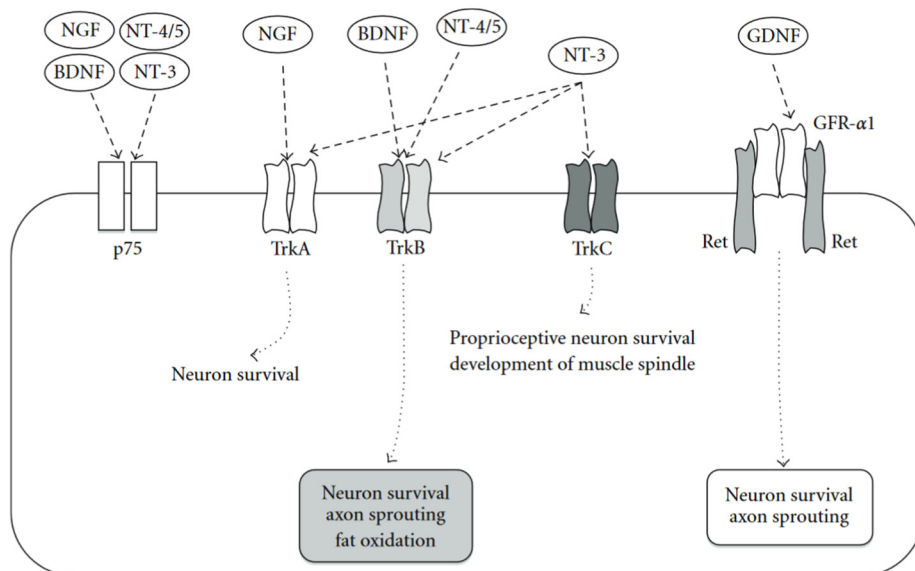 NGF
NT-4/5
BDNF
NT-3
NGF
BDNF
NT-4/5
NT-3
GDNF
GFR-α1
p75
TrkA
TrkB
TrkC
Ret
Ret
Neuron survival
Proprioceptive neuron survival
development of muscle spindle
Neuron survival
axon sprouting
fat oxidation
Neuron survival
axon sprouting